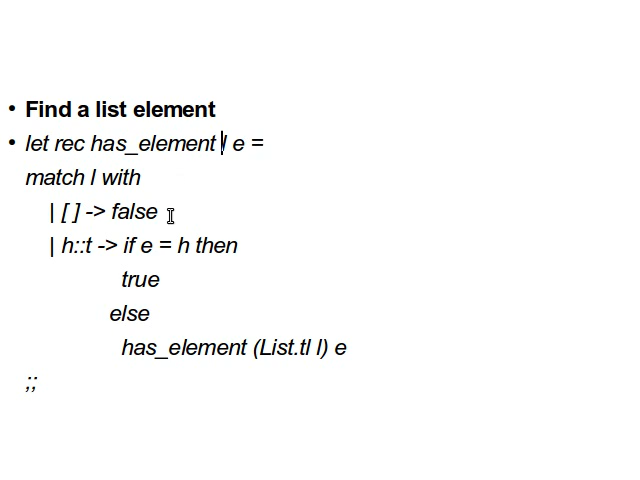 • Find a list element
• let rec has_element l e =
match l with
| [ ] -> false
| h::t -> if e = h then
true
else
has_element (List.tl l) e
;;